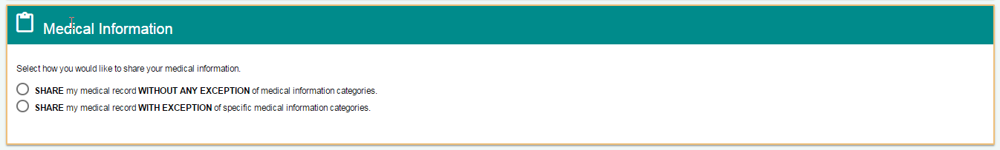 Medical Information
Select how you would like to share your medical information.
SHARE my medical record WITHOUT ANY EXCEPTION of medical information categories.
SHARE my medical record WITH EXCEPTION of specific medical information categories.